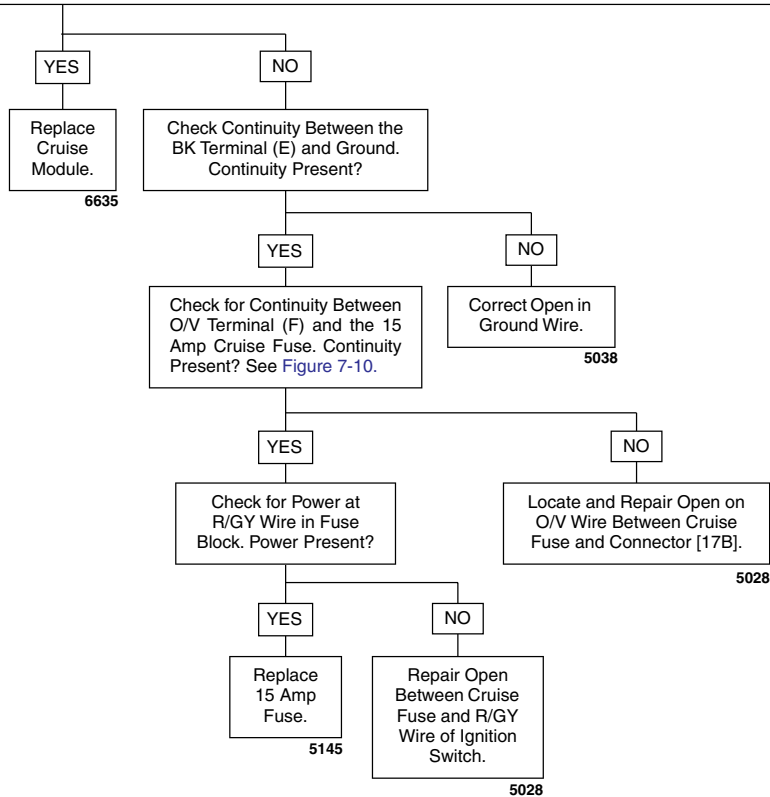 YES
NO
Replace
Cruise
Module.
6635
Check Continuity Between the
BK Terminal (E) and Ground.
Continuity Present?
YES
NO
Check for Continuity Between
O/V Terminal (F) and the 15
Amp Cruise Fuse. Continuity
Present? See Figure 7-10.
Correct Open in
Ground Wire.
5038
YES
NO
Check for Power at
R/GY Wire in Fuse
Block. Power Present?
Locate and Repair Open on
O/V Wire Between Cruise
Fuse and Connector [17B].
5028
YES
NO
Replace
15 Amp
Fuse.
5145
Repair Open
Between Cruise
Fuse and R/GY
Wire of Ignition
Switch.
5028